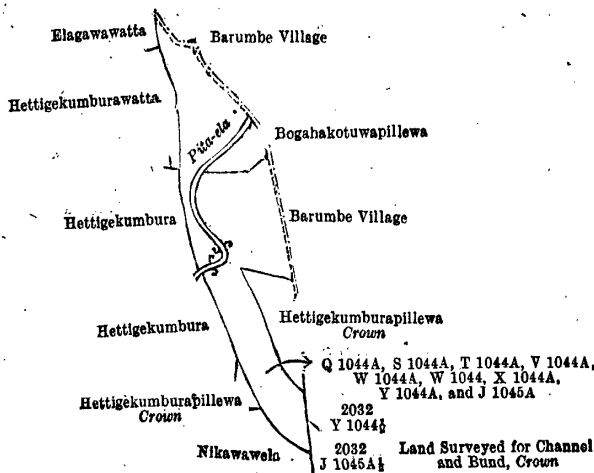 Elagawawatta
Barumbe Village
Hettigekumburawatta
Pita-ela
Bogahakotuwapillewa
Hettigekumbura
Barumbe Village
Hettigekumbura
Hettigekumburapillewa
Crown
Q 1044A, S 1044A, T 1044A, V 1044A,
W 1044A, W 1044, X 1044A,
Y 1044A, and J 1045A
Hettigekumburapillewa
Crown
2032
Y 1044½
Nikawawela
2032
J 1045A½
Land Surveyed for Channel
and Bund, Crown